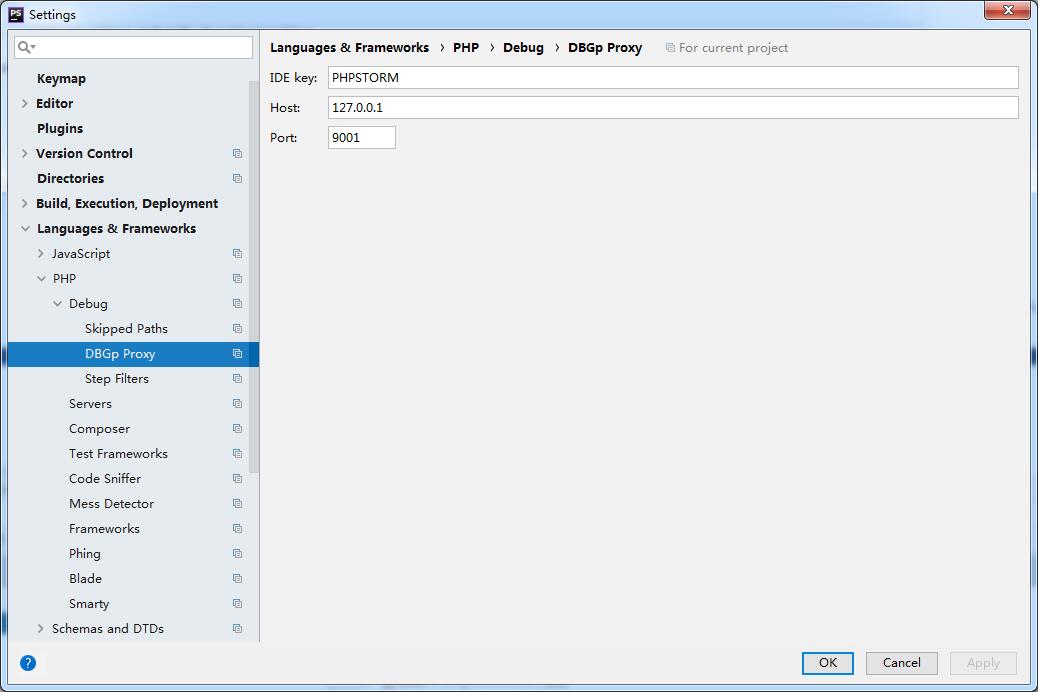 PS Settings
Languages & Frameworks › PHP › Debug › DBGp Proxy For current project
IDE key: PHPSTORM
Host: 127.0.0.1
Port: 9001
Keymap
Editor
Plugins
Version Control
Directories
Build, Execution, Deployment
Languages & Frameworks
JavaScript
PHP
Debug
Skipped Paths
DBGp Proxy
Step Filters
Servers
Composer
Test Frameworks
Code Sniffer
Mess Detector
Frameworks
Phing
Blade
Smarty
Schemas and DTDs
? OK Cancel Apply